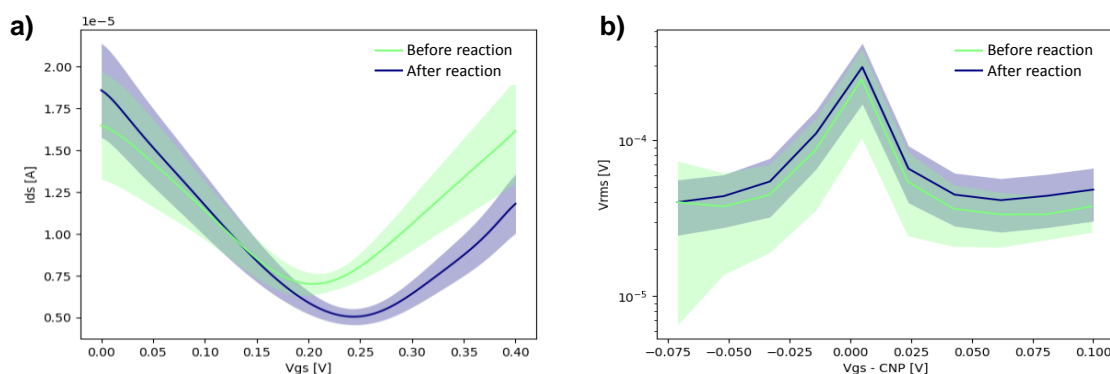 a)
1e−5
Before reaction
After reaction
Ids [A]
2.00
1.75
1.50
1.25
1.00
0.75
0.50
0.00 0.05 0.10 0.15 0.20 0.25 0.30 0.35 0.40
Vgs [V]
b)
Before reaction
After reaction
Vrms [V]
10⁻⁴
10⁻⁵
−0.075 −0.050 −0.025 0.000 0.025 0.050 0.075 0.100
Vgs - CNP [V]